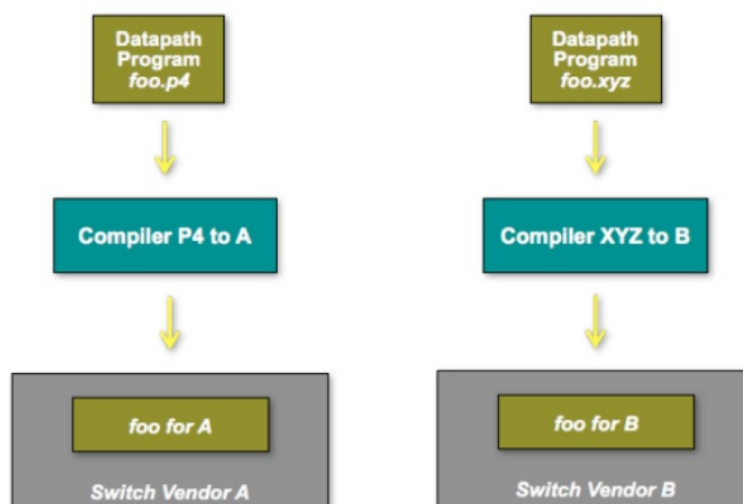 Datapath
Program
foo.p4
Datapath
Program
foo.xyz
Compiler P4 to A
Compiler XYZ to B
foo for A
foo for B
Switch Vendor A
Switch Vendor B